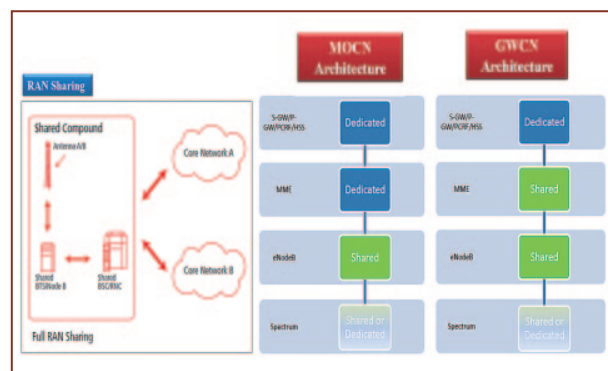 RAN Sharing
Shared Compound
Antenna A/B
Core Network A
Shared
BTS/Node B
Shared
BSC/RNC
Core Network B
Full RAN Sharing
MOCN
Architecture
S-GW/P-
GW/PCRF/HSS
Dedicated
MME
Dedicated
eNodeB
Shared
Spectrum
Shared or
Dedicated
GWCN
Architecture
S-GW/P-
GW/PCRF/HSS
Dedicated
MME
Shared
eNodeB
Shared
Spectrum
Shared or
Dedicated